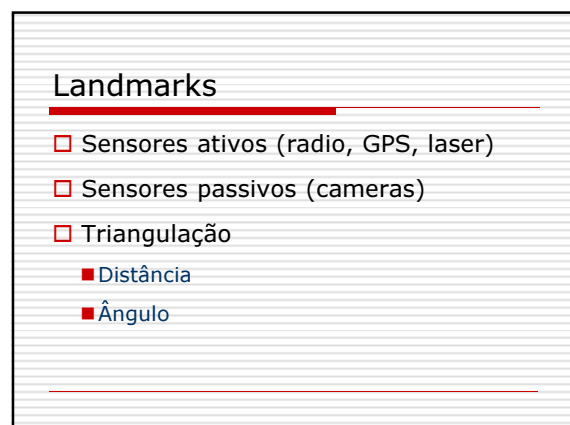 Landmarks
Sensores ativos (radio, GPS, laser)
Sensores passivos (cameras)
Triangulação
Distância
Ângulo